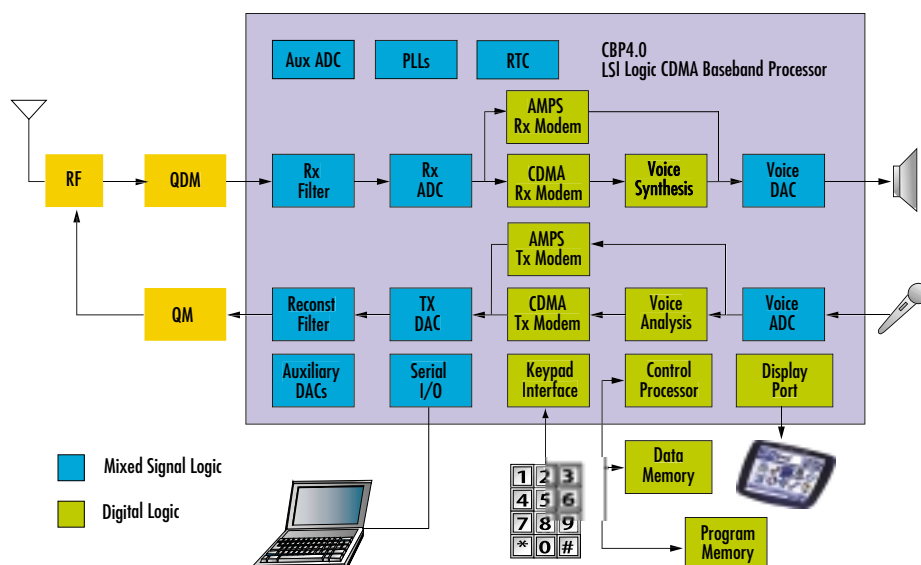 CBP4.0
LSI Logic CDMA Baseband Processor
Aux ADC
PLLs
RTC
AMPS
Rx Modem
RF
QDM
Rx
Filter
Rx
ADC
CDMA
Rx Modem
Voice
Synthesis
Voice
DAC
AMPS
Tx Modem
QM
Reconst
Filter
TX
DAC
CDMA
Tx Modem
Voice
Analysis
Voice
ADC
Auxiliary
DACs
Serial
I/O
Keypad
Interface
Control
Processor
Display
Port
Mixed Signal Logic
Digital Logic
1 2 3
4 5 6
7 8 9
* 0 #
Data
Memory
Program
Memory